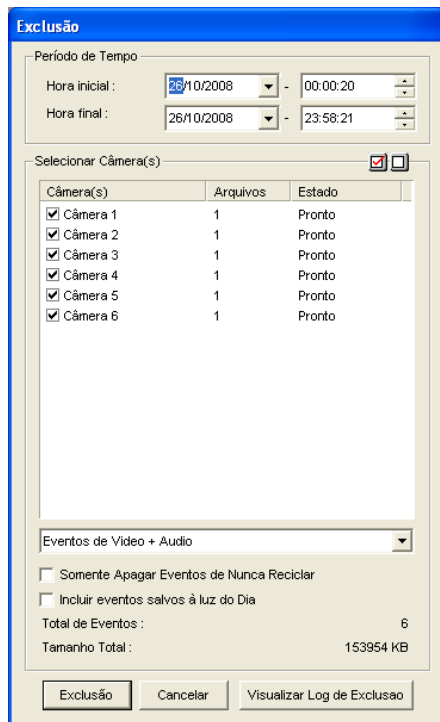 Exclusão
Período de Tempo
Hora inicial : 26/10/2008 - 00:00:20
Hora final : 26/10/2008 - 23:58:21
Selecionar Câmera(s)
Câmera(s) Arquivos Estado
Câmera 1 1 Pronto
Câmera 2 1 Pronto
Câmera 3 1 Pronto
Câmera 4 1 Pronto
Câmera 5 1 Pronto
Câmera 6 1 Pronto
Eventos de Video + Audio
Somente Apagar Eventos de Nunca Reciclar
Incluir eventos salvos à luz do Dia
Total de Eventos : 6
Tamanho Total : 153954 KB
Exclusão Cancelar Visualizar Log de Exclusao